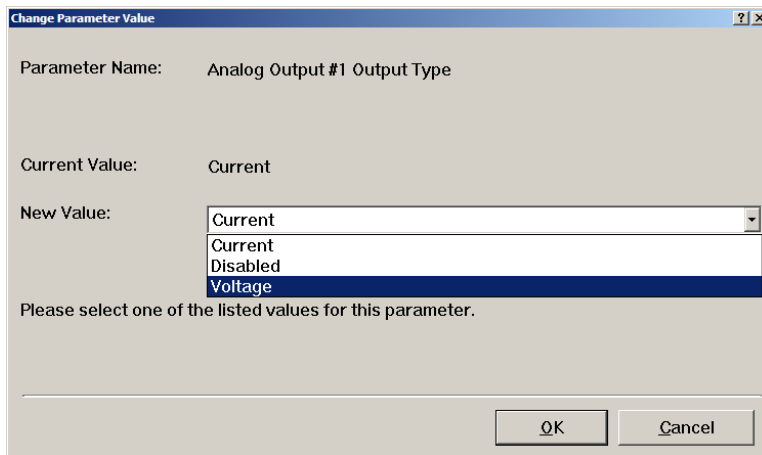 Change Parameter Value
Parameter Name: Analog Output #1 Output Type
Current Value: Current
New Value: Current
Current
Disabled
Voltage
Please select one of the listed values for this parameter.
OK Cancel